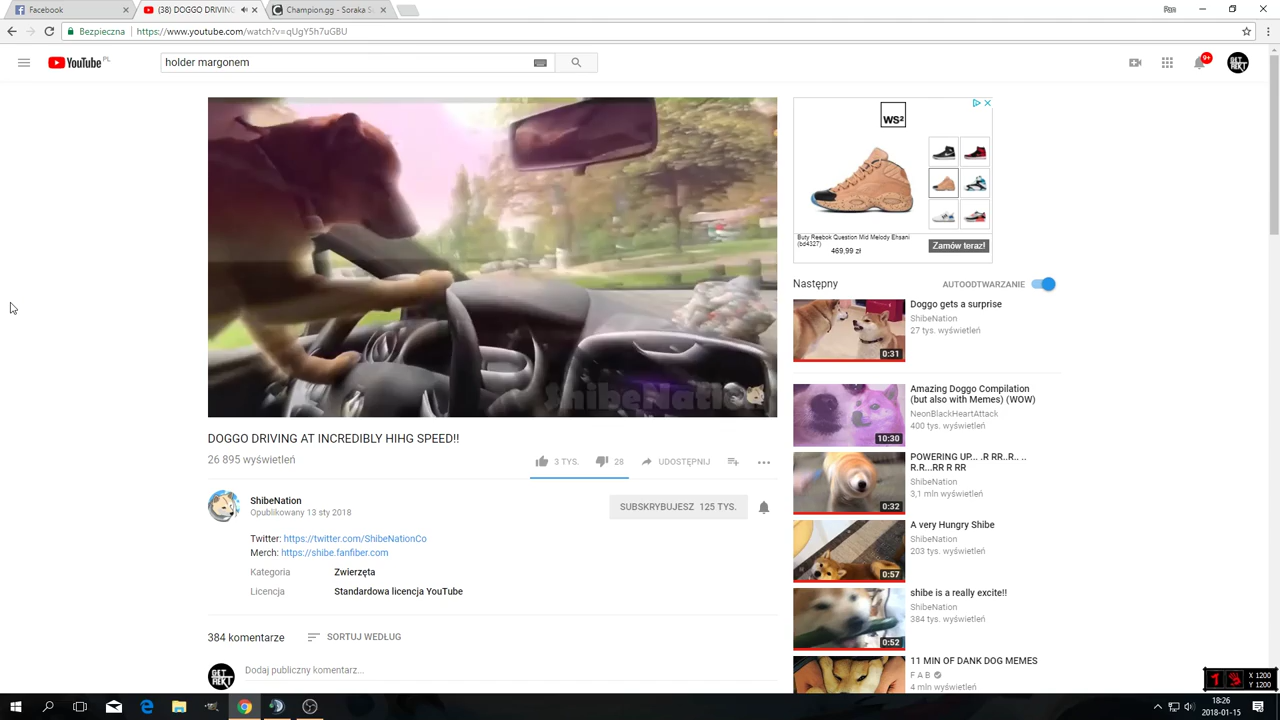 Facebook
(38) DOGGO DRIVING
Champion.gg - Soraka Su
Bezpieczna
https://www.youtube.com/watch?v=qUgY5h7uGBU
YouTube PL
holder margonem
9+
GET REKT
WS²
Buty Reebok Question Mid Melody Ehsani
(bd4327)
469,99 zł
Zamów teraz!
Następny
AUTOODTWARZANIE
Doggo gets a surprise
ShibeNation
27 tys. wyświetleń
0:31
Amazing Doggo Compilation
(but also with Memes) (WOW)
NeonBlackHeartAttack
400 tys. wyświetleń
10:30
POWERING UP... .R RR..R.. ..
R.R...RR R RR
ShibeNation
3,1 mln wyświetleń
0:32
A very Hungry Shibe
ShibeNation
203 tys. wyświetleń
0:57
shibe is a really excite!!
ShibeNation
384 tys. wyświetleń
0:52
11 MIN OF DANK DOG MEMES
F A B
4 mln wyświetleń
ShibeNation
DOGGO DRIVING AT INCREDIBLY HIHG SPEED!!
26 895 wyświetleń
3 TYS.
28
UDOSTĘPNIJ
ShibeNation
Opublikowany 13 sty 2018
SUBSKRYBUJESZ 125 TYS.
Twitter: https://twitter.com/ShibeNationCo
Merch: https://shibe.fanfiber.com
Kategoria Zwierzęta
Licencja Standardowa licencja YouTube
384 komentarze
SORTUJ WEDŁUG
GET REKT
Dodaj publiczny komentarz...
X 1200
Y 1200
18:26
2018-01-15